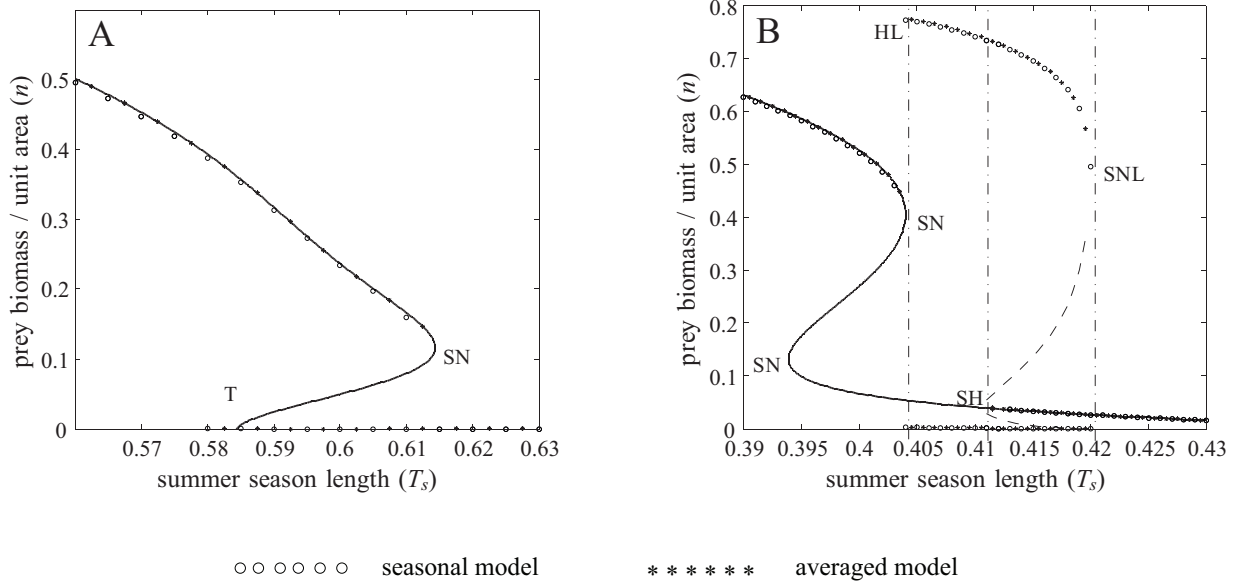 A
prey biomass / unit area (n)
0.5
0.4
0.3
0.2
0.1
0
T
SN
0.57 0.58 0.59 0.6 0.61 0.62 0.63
summer season length (Ts)
B
prey biomass / unit area (n)
0.8
0.7
0.6
0.5
0.4
0.3
0.2
0.1
0
HL
SNL
SN
SN
SH
0.39 0.395 0.4 0.405 0.41 0.415 0.42 0.425 0.43
summer season length (Ts)
seasonal model
averaged model